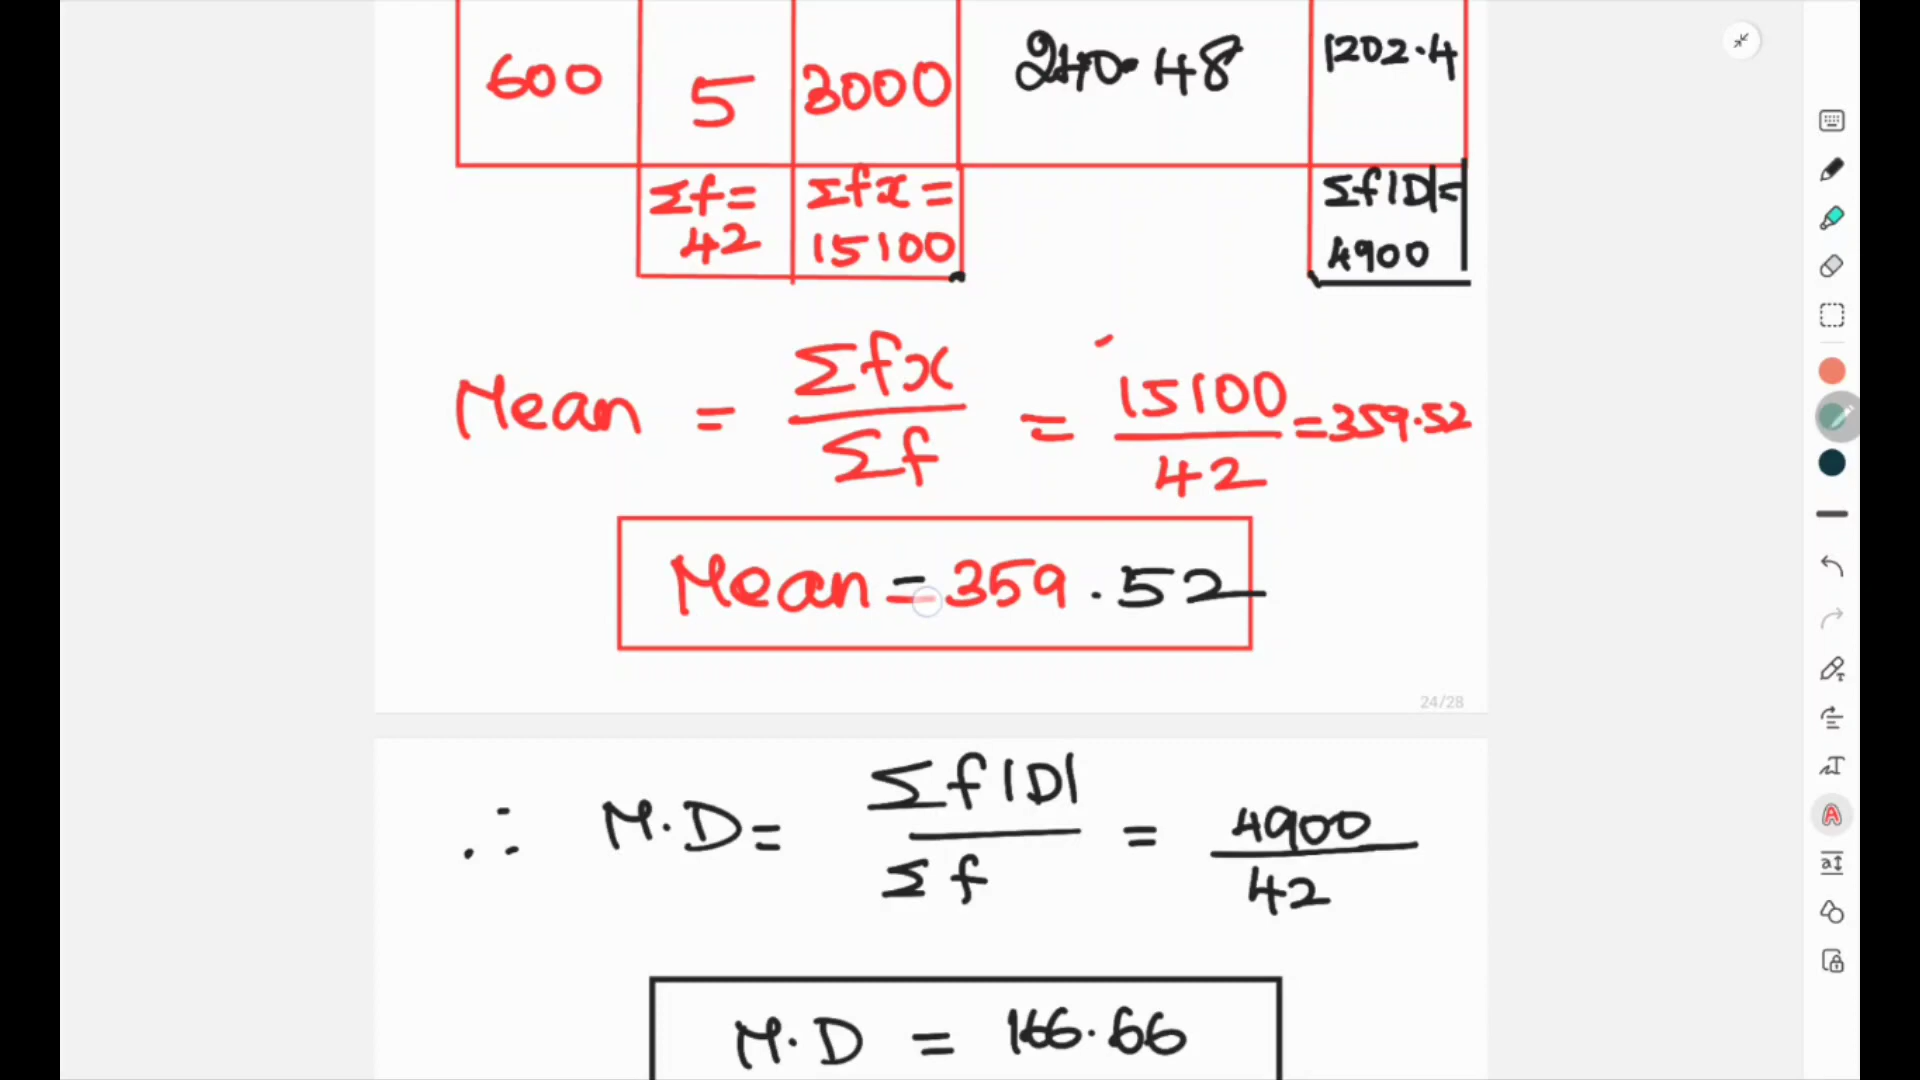 600 5 3000 240.48 1202.4
Σf= Σfx = Σf|D|=
42 15100 4900
Mean = Σfx / Σf = 15100 / 42 = 359.52
Mean = 359.52
24/28
∴ M.D = Σf|D| / Σf = 4900 / 42
M.D = 166.66